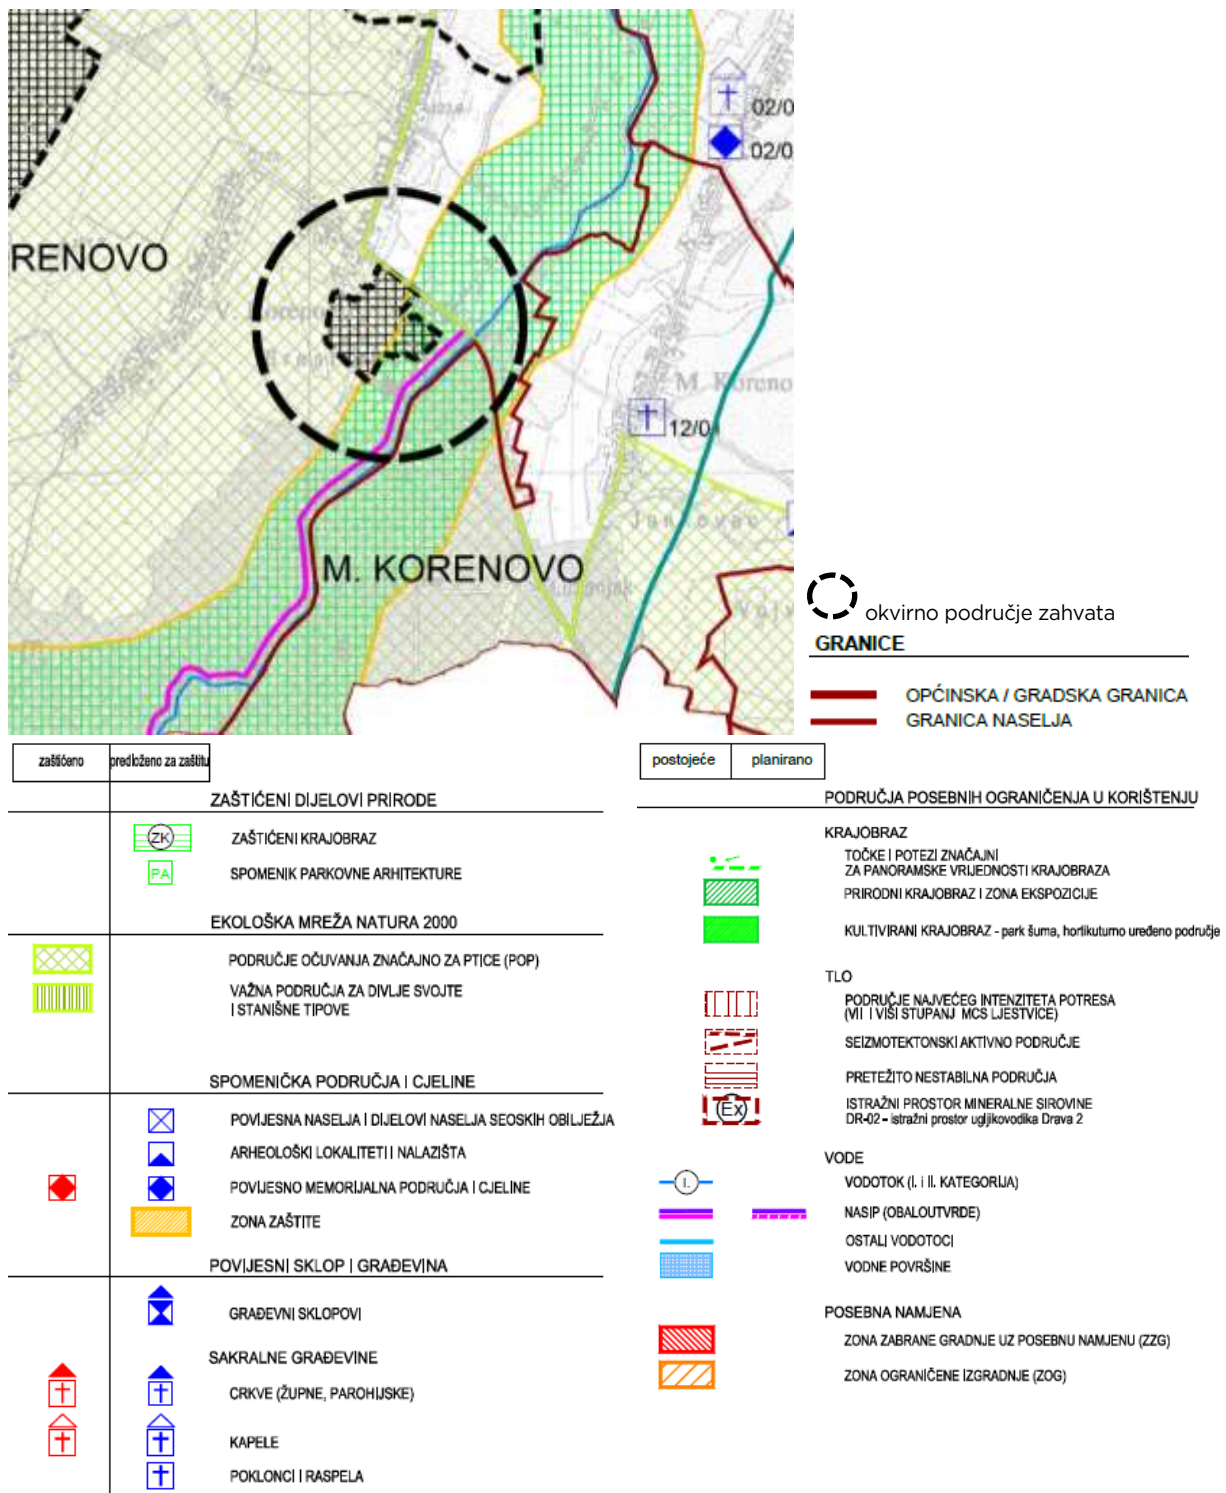 RENOVO
02/0
02/0
M. Koreno
12/01
Jankovac
M. KORENOVO
okvirno područje zahvata
GRANICE
OPĆINSKA / GRADSKA GRANICA
GRANICA NASELJA
zaštićeno
predloženo za zaštitu
ZAŠTIĆENI DIJELOVI PRIRODE
ZK
ZAŠTIĆENI KRAJOBRAZ
PA
SPOMENIK PARKOVNE ARHITEKTURE
EKOLOŠKA MREŽA NATURA 2000
PODRUČJE OČUVANJA ZNAČAJNO ZA PTICE (POP)
VAŽNA PODRUČJA ZA DIVLJE SVOJTE
I STANIŠNE TIPOVE
SPOMENIČKA PODRUČJA I CJELINE
POVIJESNA NASELJA I DIJELOVI NASELJA SEOSKIH OBILJEŽJA
ARHEOLOŠKI LOKALITETI I NALAZIŠTA
POVIJESNO MEMORIJALNA PODRUČJA I CJELINE
ZONA ZAŠTITE
POVIJESNI SKLOP I GRAĐEVINA
GRAĐEVNI SKLOPOVI
SAKRALNE GRAĐEVINE
CRKVE (ŽUPNE, PAROHIJSKE)
KAPELE
POKLONCI I RASPELA
postojeće
planirano
PODRUČJA POSEBNIH OGRANIČENJA U KORIŠTENJU
KRAJOBRAZ
TOČKE I POTEZI ZNAČAJNI
ZA PANORAMSKE VRIJEDNOSTI KRAJOBRAZA
PRIRODNI KRAJOBRAZ I ZONA EKSPOZICIJE
KULTIVIRANI KRAJOBRAZ - park šuma, hortikuturno uređeno područje
TLO
PODRUČJE NAJVEĆEG INTENZITETA POTRESA
(VII I VIŠI STUPANJ MCS LJESTVICE)
SEIZMOTEKTONSKI AKTIVNO PODRUČJE
PRETEŽITO NESTABILNA PODRUČJA
Ex
ISTRAŽNI PROSTOR MINERALNE SIROVINE
DR-02 - istražni prostor ugljikovodika Drava 2
VODE
I.
VODOTOK (I. i II. KATEGORIJA)
NASIP (OBALOUTVRDE)
OSTALI VODOTOCI
VODNE POVRŠINE
POSEBNA NAMJENA
ZONA ZABRANE GRADNJE UZ POSEBNU NAMJENU (ZZG)
ZONA OGRANIČENE IZGRADNJE (ZOG)